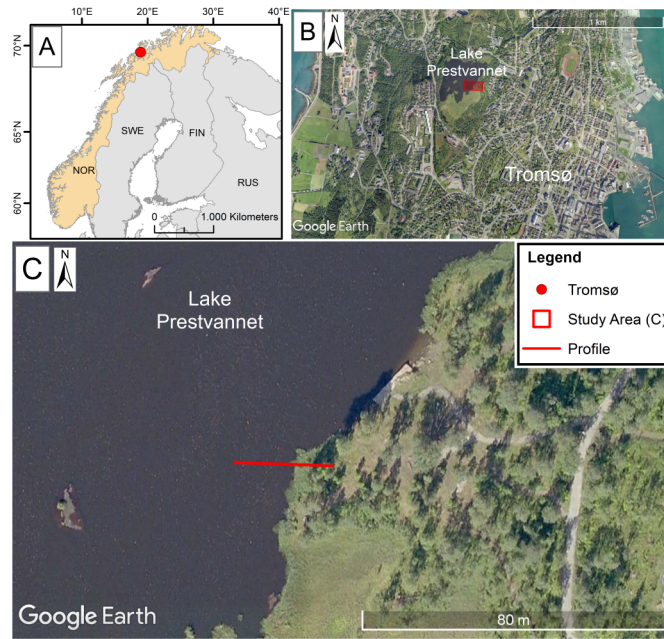 10°E 20°E 30°E
A
70°N
65°N
60°N
SWE
FIN
NOR
RUS
0 1.000 Kilometers
B
N
1 km
Lake
Prestvannet
Tromsø
Google Earth
C
N
Lake
Prestvannet
Legend
Tromsø
Study Area (C)
Profile
Google Earth
80 m